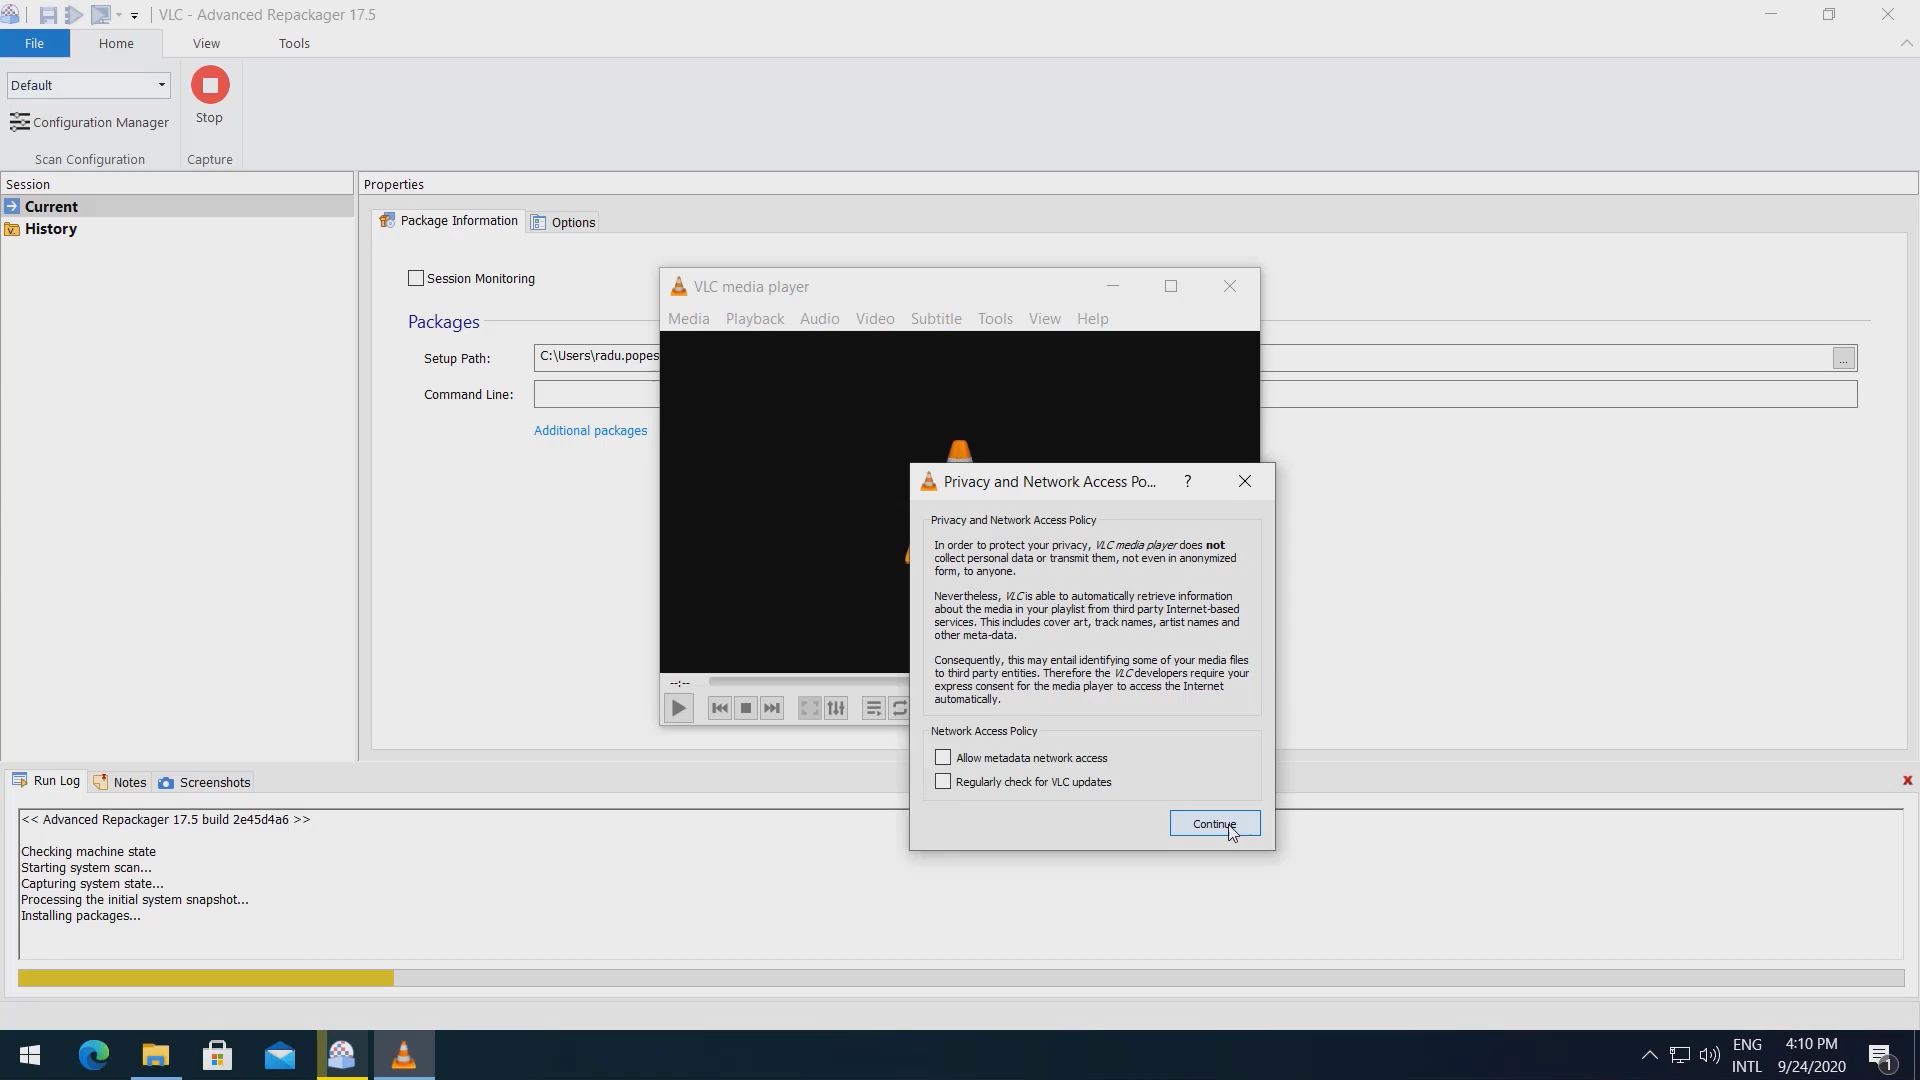 VLC - Advanced Repackager 17.5
File
Home
View
Tools
Default
Configuration Manager
Stop
Scan Configuration
Capture
Session
Properties
Current
History
Package Information
Options
Session Monitoring
Packages
Setup Path:
C:\Users\radu.popes
...
Command Line:
Additional packages
VLC media player
Media
Playback
Audio
Video
Subtitle
Tools
View
Help
--:--
Privacy and Network Access Po...
?
Privacy and Network Access Policy
In order to protect your privacy, VLC media player does not
collect personal data or transmit them, not even in anonymized
form, to anyone.
Nevertheless, VLC is able to automatically retrieve information
about the media in your playlist from third party Internet-based
services. This includes cover art, track names, artist names and
other meta-data.
Consequently, this may entail identifying some of your media files
to third party entities. Therefore the VLC developers require your
express consent for the media player to access the Internet
automatically.
Network Access Policy
Allow metadata network access
Regularly check for VLC updates
Continue
Run Log
Notes
Screenshots
<< Advanced Repackager 17.5 build 2e45d4a6 >>
Checking machine state
Starting system scan...
Capturing system state...
Processing the initial system snapshot...
Installing packages...
ENG
INTL
4:10 PM
9/24/2020
1